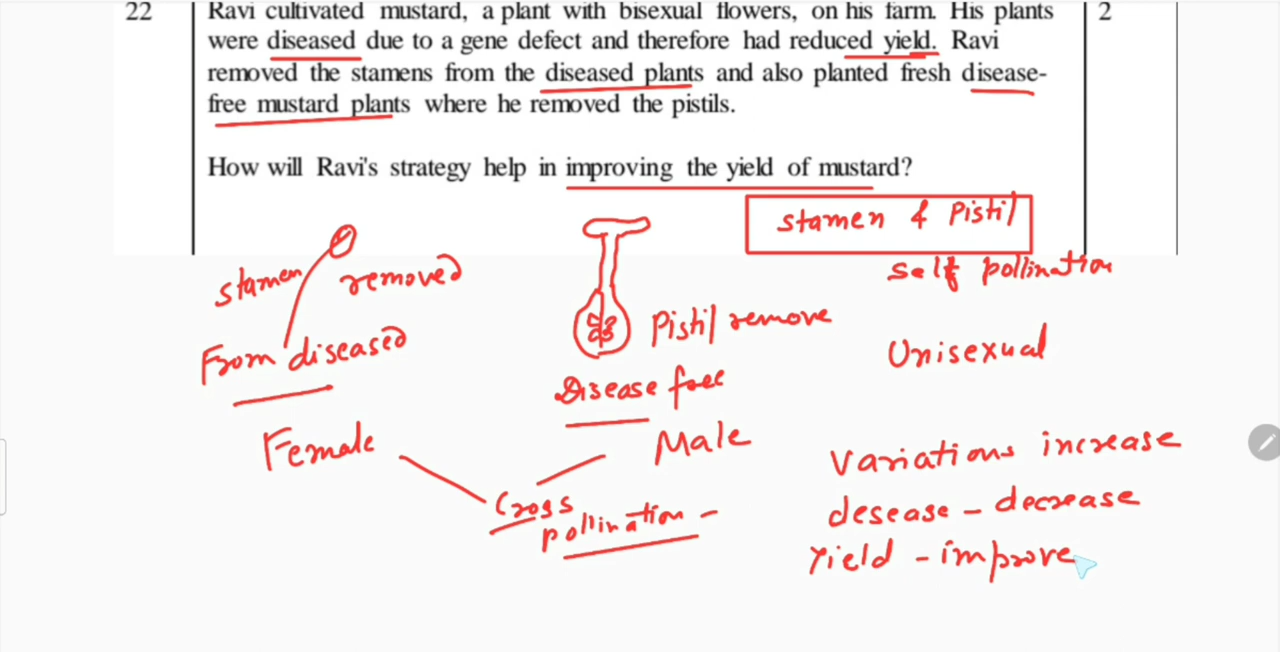 22 Ravi cultivated mustard, a plant with bisexual flowers, on his farm. His plants 2
were diseased due to a gene defect and therefore had reduced yield. Ravi
removed the stamens from the diseased plants and also planted fresh disease-
free mustard plants where he removed the pistils.
How will Ravi's strategy help in improving the yield of mustard?
Stamen & Pistil
Self pollination
stamen removed
Pistil remove
From diseased
Unisexual
Disease free
Female
Male
Variations increase
Cross
pollination -
desease - decrease
Yield - improve